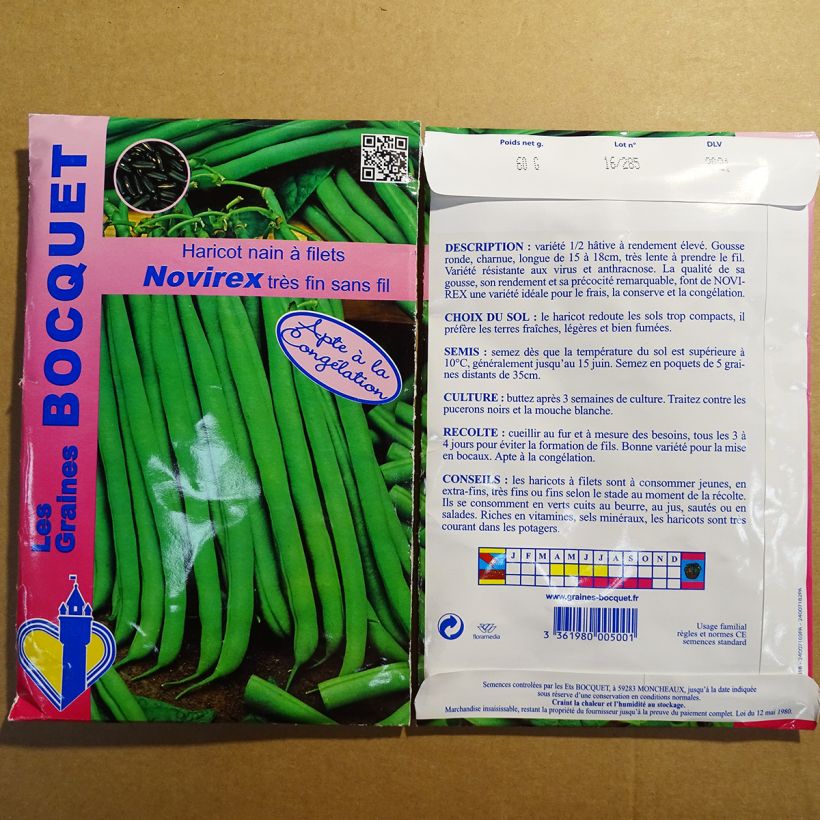 Les
Graines BOCQUET
Haricot nain à filets
Novirex très fin sans fil
Apte à la
Congélation
Poids net g. Lot n° DLV
60 G 16/285
DESCRIPTION : variété 1/2 hâtive à rendement élevé. Gousse
ronde, charnue, longue de 15 à 18cm, très lente à prendre le fil.
Variété résistante aux virus et anthracnose. La qualité de sa
gousse, son rendement et sa précocité remarquable, font de NOVI-
REX une variété idéale pour le frais, la conserve et la congélation.
CHOIX DU SOL : le haricot redoute les sols trop compacts, il
préfère les terres fraîches, légères et bien fumées.
SEMIS : semez dès que la température du sol est supérieure à
10°C, généralement jusqu'au 15 juin. Semez en poquets de 5 grai-
nes distants de 35cm.
CULTURE : buttez après 3 semaines de culture. Traitez contre les
pucerons noirs et la mouche blanche.
RECOLTE : cueillir au fur et à mesure des besoins, tous les 3 à
4 jours pour éviter la formation de fils. Bonne variété pour la mise
en bocaux. Apte à la congélation.
CONSEILS : les haricots à filets sont à consommer jeunes, en
extra-fins, très fins ou fins selon le stade au moment de la récolte.
Ils se consomment en verts cuits au beurre, au jus, sautés ou en
salades. Riches en vitamines, sels minéraux, les haricots sont très
courant dans les potagers.
J F M A M J J A S O N D
www.graines-bocquet.fr
floramedia
3 361980 005001
Usage familial
règles et normes CE
semences standard
Semences controlées par les Ets BOCQUET, à 59283 MONCHEAUX, jusqu'à la date indiquée
sous réserve d'une conservation en conditions normales.
Craint la chaleur et l'humidité au stockage.
Marchandise insaisissable, restant la propriété du fournisseur jusqu'à la preuve du paiement complet. Loi du 12 mai 1980.